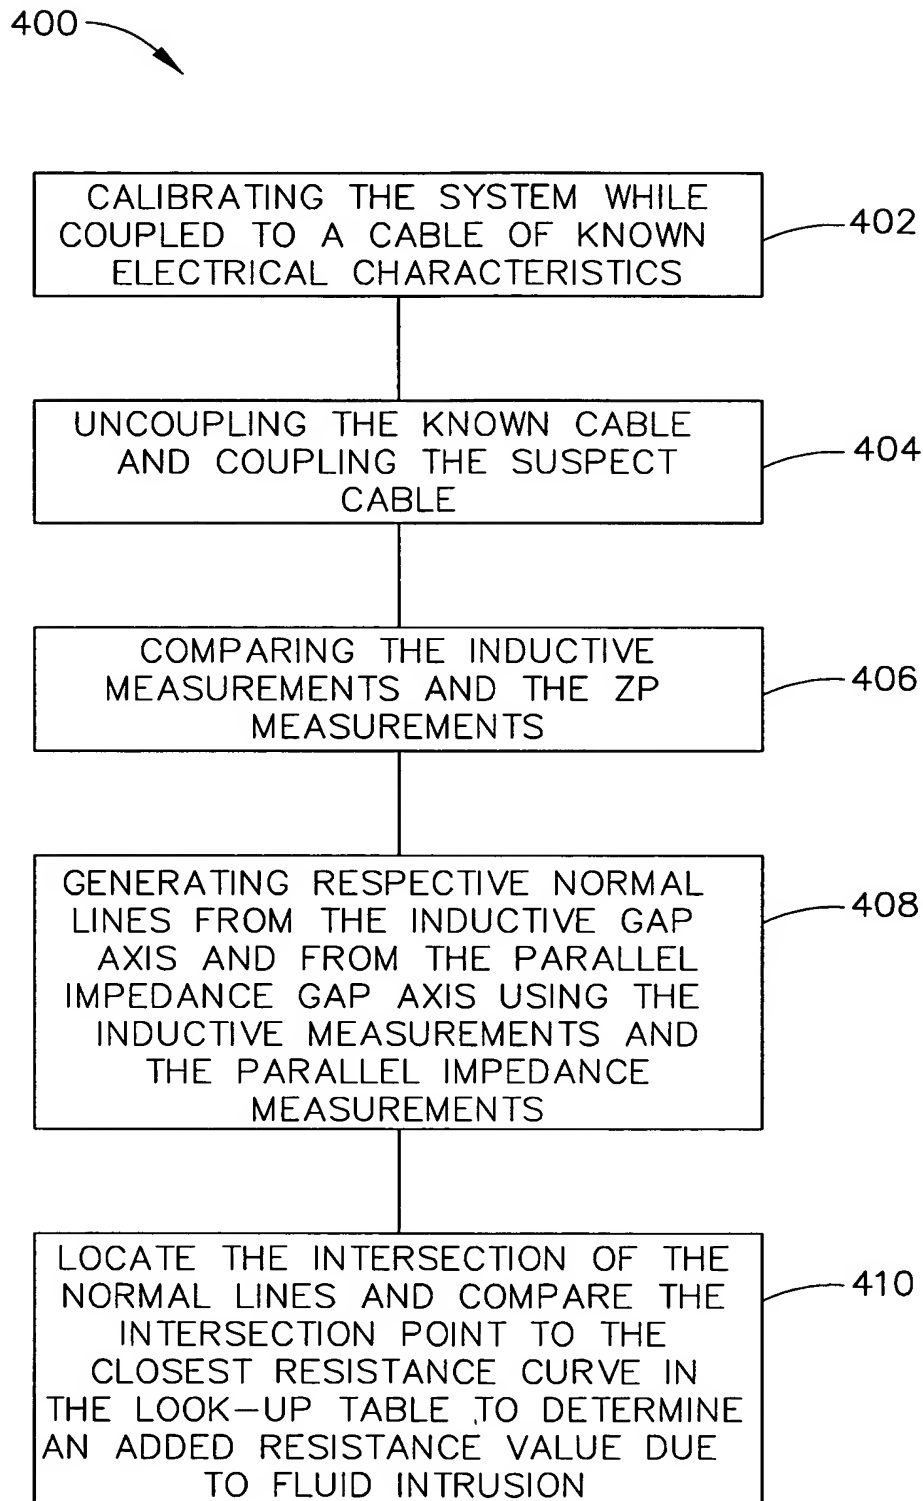 400
CALIBRATING THE SYSTEM WHILE
COUPLED TO A CABLE OF KNOWN
ELECTRICAL CHARACTERISTICS
402
UNCOUPLING THE KNOWN CABLE
AND COUPLING THE SUSPECT
CABLE
404
COMPARING THE INDUCTIVE
MEASUREMENTS AND THE ZP
MEASUREMENTS
406
GENERATING RESPECTIVE NORMAL
LINES FROM THE INDUCTIVE GAP
AXIS AND FROM THE PARALLEL
IMPEDANCE GAP AXIS USING THE
INDUCTIVE MEASUREMENTS AND
THE PARALLEL IMPEDANCE
MEASUREMENTS
408
LOCATE THE INTERSECTION OF THE
NORMAL LINES AND COMPARE THE
INTERSECTION POINT TO THE
CLOSEST RESISTANCE CURVE IN
THE LOOK-UP TABLE TO DETERMINE
AN ADDED RESISTANCE VALUE DUE
TO FLUID INTRUSION
410